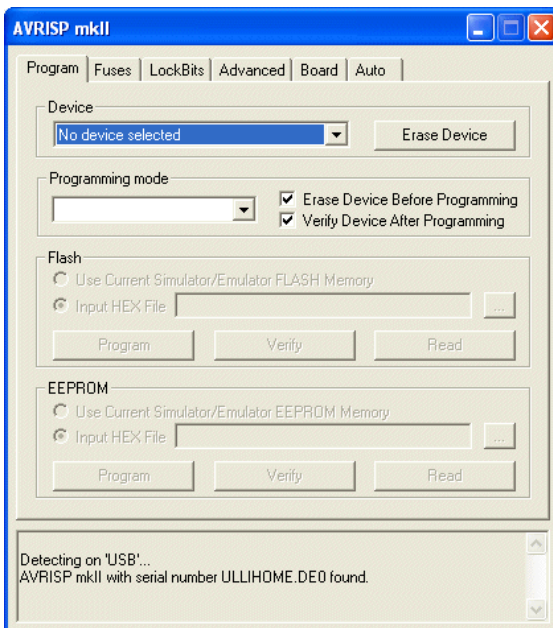 AVRISP mkII
Program Fuses LockBits Advanced Board Auto
Device
No device selected Erase Device
Programming mode
Erase Device Before Programming
Verify Device After Programming
Flash
Use Current Simulator/Emulator FLASH Memory
Input HEX File ...
Program Verify Read
EEPROM
Use Current Simulator/Emulator EEPROM Memory
Input HEX File ...
Program Verify Read
Detecting on 'USB'...
AVRISP mkII with serial number ULLIHOME.DE0 found.